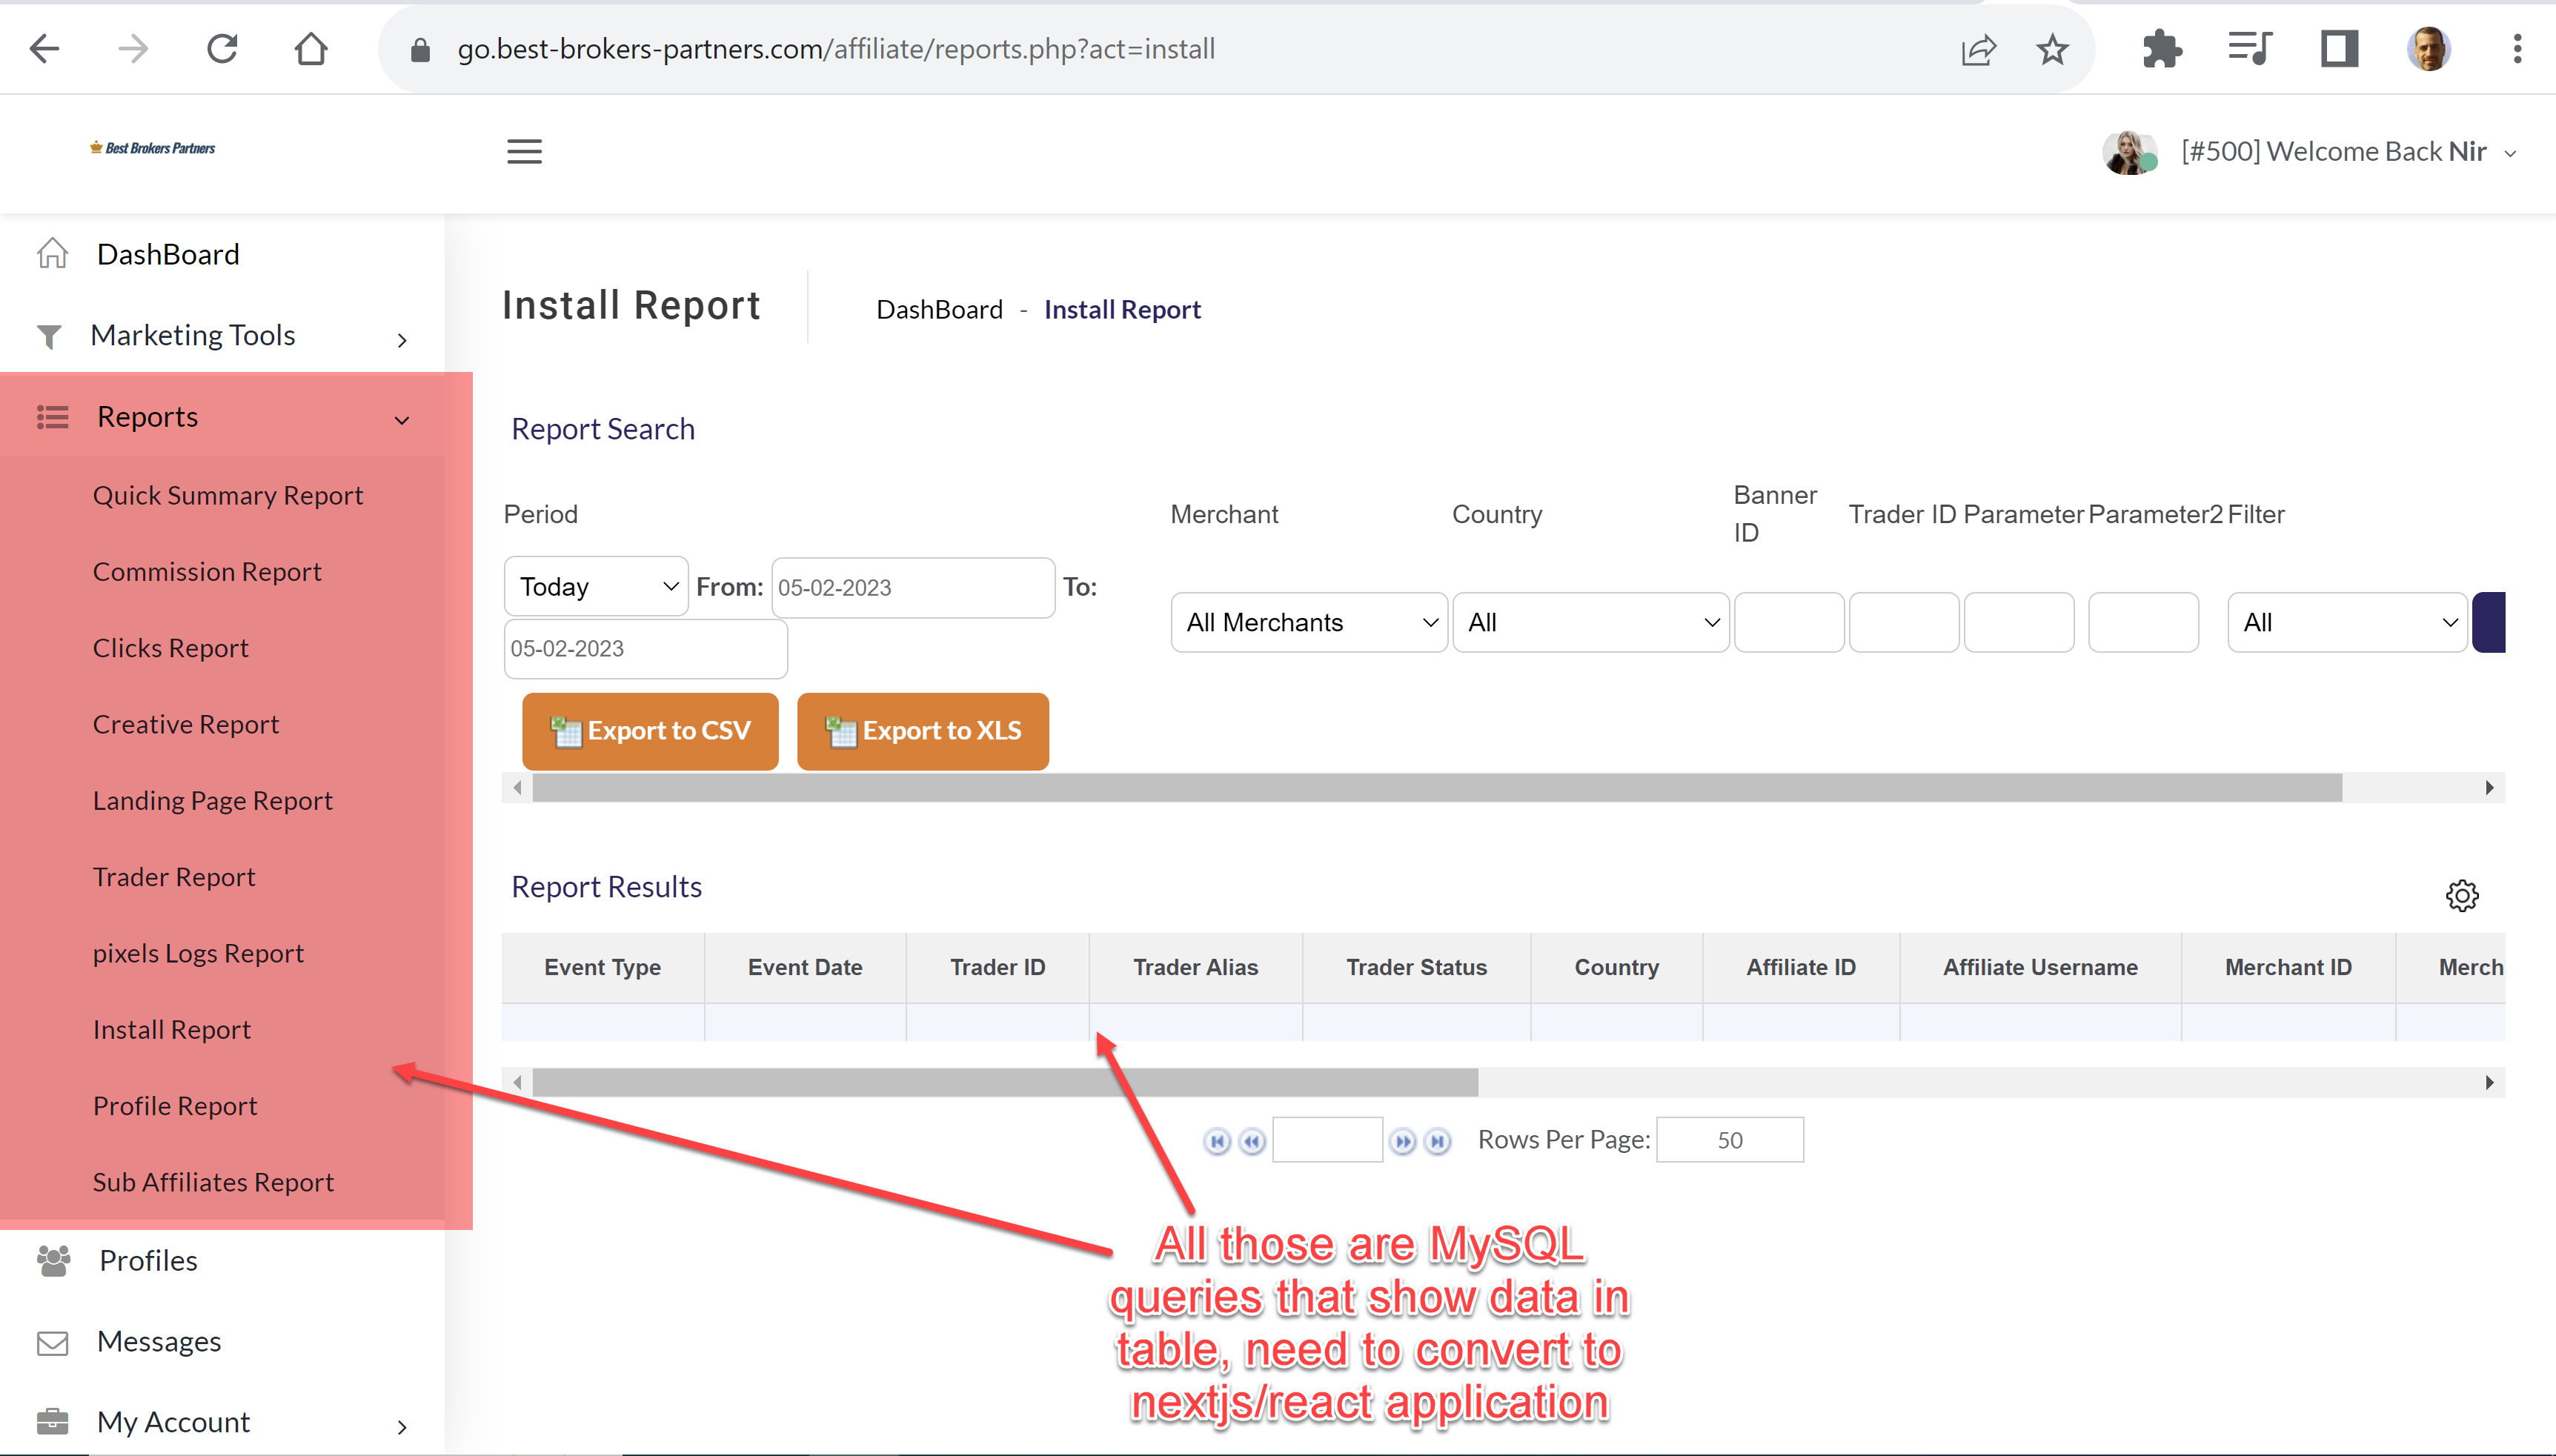 go.best-brokers-partners.com/affiliate/reports.php?act=install
Best Brokers Partners
[#500] Welcome Back Nir
DashBoard
Marketing Tools
Reports
Quick Summary Report
Commission Report
Clicks Report
Creative Report
Landing Page Report
Trader Report
pixels Logs Report
Install Report
Profile Report
Sub Affiliates Report
Profiles
Messages
My Account
Install Report
DashBoard - Install Report
Report Search
Period
Merchant
Country
Banner ID
Trader ID
Parameter
Parameter2
Filter
Today
From:
05-02-2023
To:
05-02-2023
All Merchants
All
All
Export to CSV
Export to XLS
Report Results
Event Type
Event Date
Trader ID
Trader Alias
Trader Status
Country
Affiliate ID
Affiliate Username
Merchant ID
Merch
Rows Per Page: 50
All those are MySQL
queries that show data in
table, need to convert to
nextjs/react application